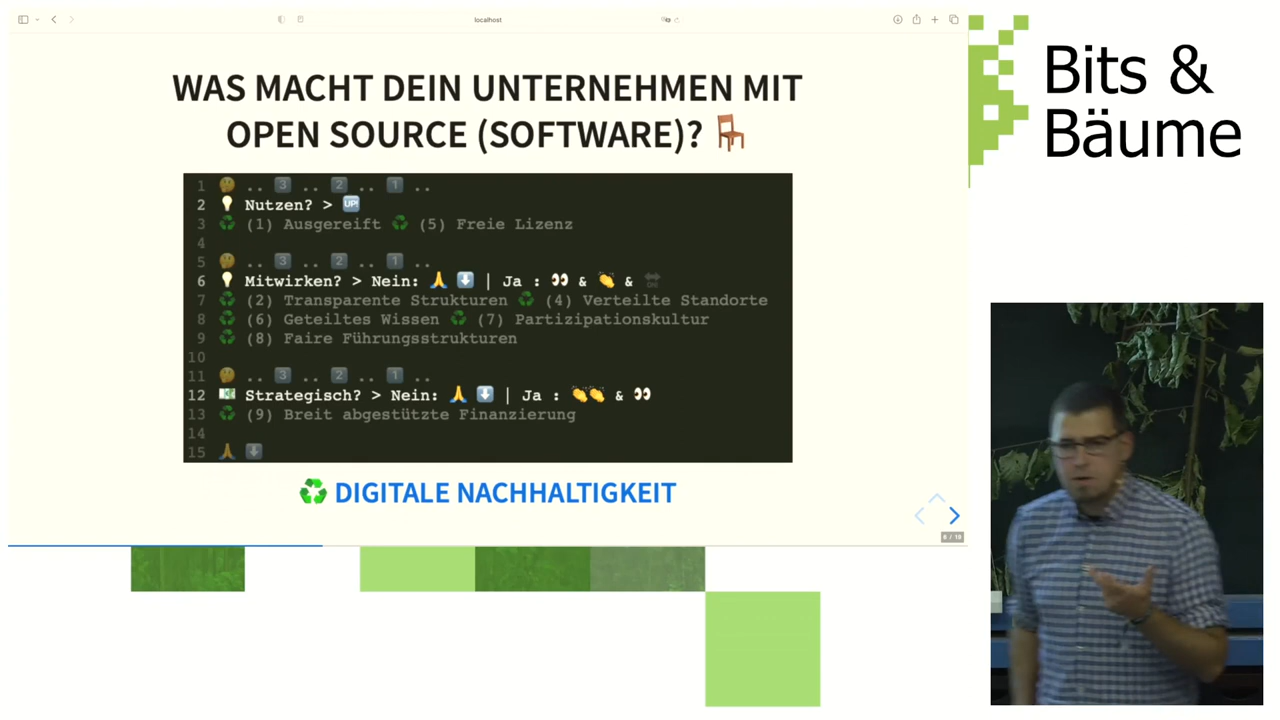 localhost
WAS MACHT DEIN UNTERNEHMEN MIT
OPEN SOURCE (SOFTWARE)? 🪑
1 🤔 .. 3️⃣ .. 2️⃣ .. 1️⃣ ..
2 💡 Nutzen? > 🆙
3 ♻️ (1) Ausgereift ♻️ (5) Freie Lizenz
4
5 🤔 .. 3️⃣ .. 2️⃣ .. 1️⃣ ..
6 💡 Mitwirken? > Nein: 🙏 ⬇️ | Ja : 👀 & 👏 & 🔛
7 ♻️ (2) Transparente Strukturen ♻️ (4) Verteilte Standorte
8 ♻️ (6) Geteiltes Wissen ♻️ (7) Partizipationskultur
9 ♻️ (8) Faire Führungsstrukturen
10
11 🤔 .. 3️⃣ .. 2️⃣ .. 1️⃣ ..
12 💵 Strategisch? > Nein: 🙏 ⬇️ | Ja : 👏👏 & 👀
13 ♻️ (9) Breit abgestützte Finanzierung
14
15 🙏 ⬇️
♻️ DIGITALE NACHHALTIGKEIT
Bits &
Bäume